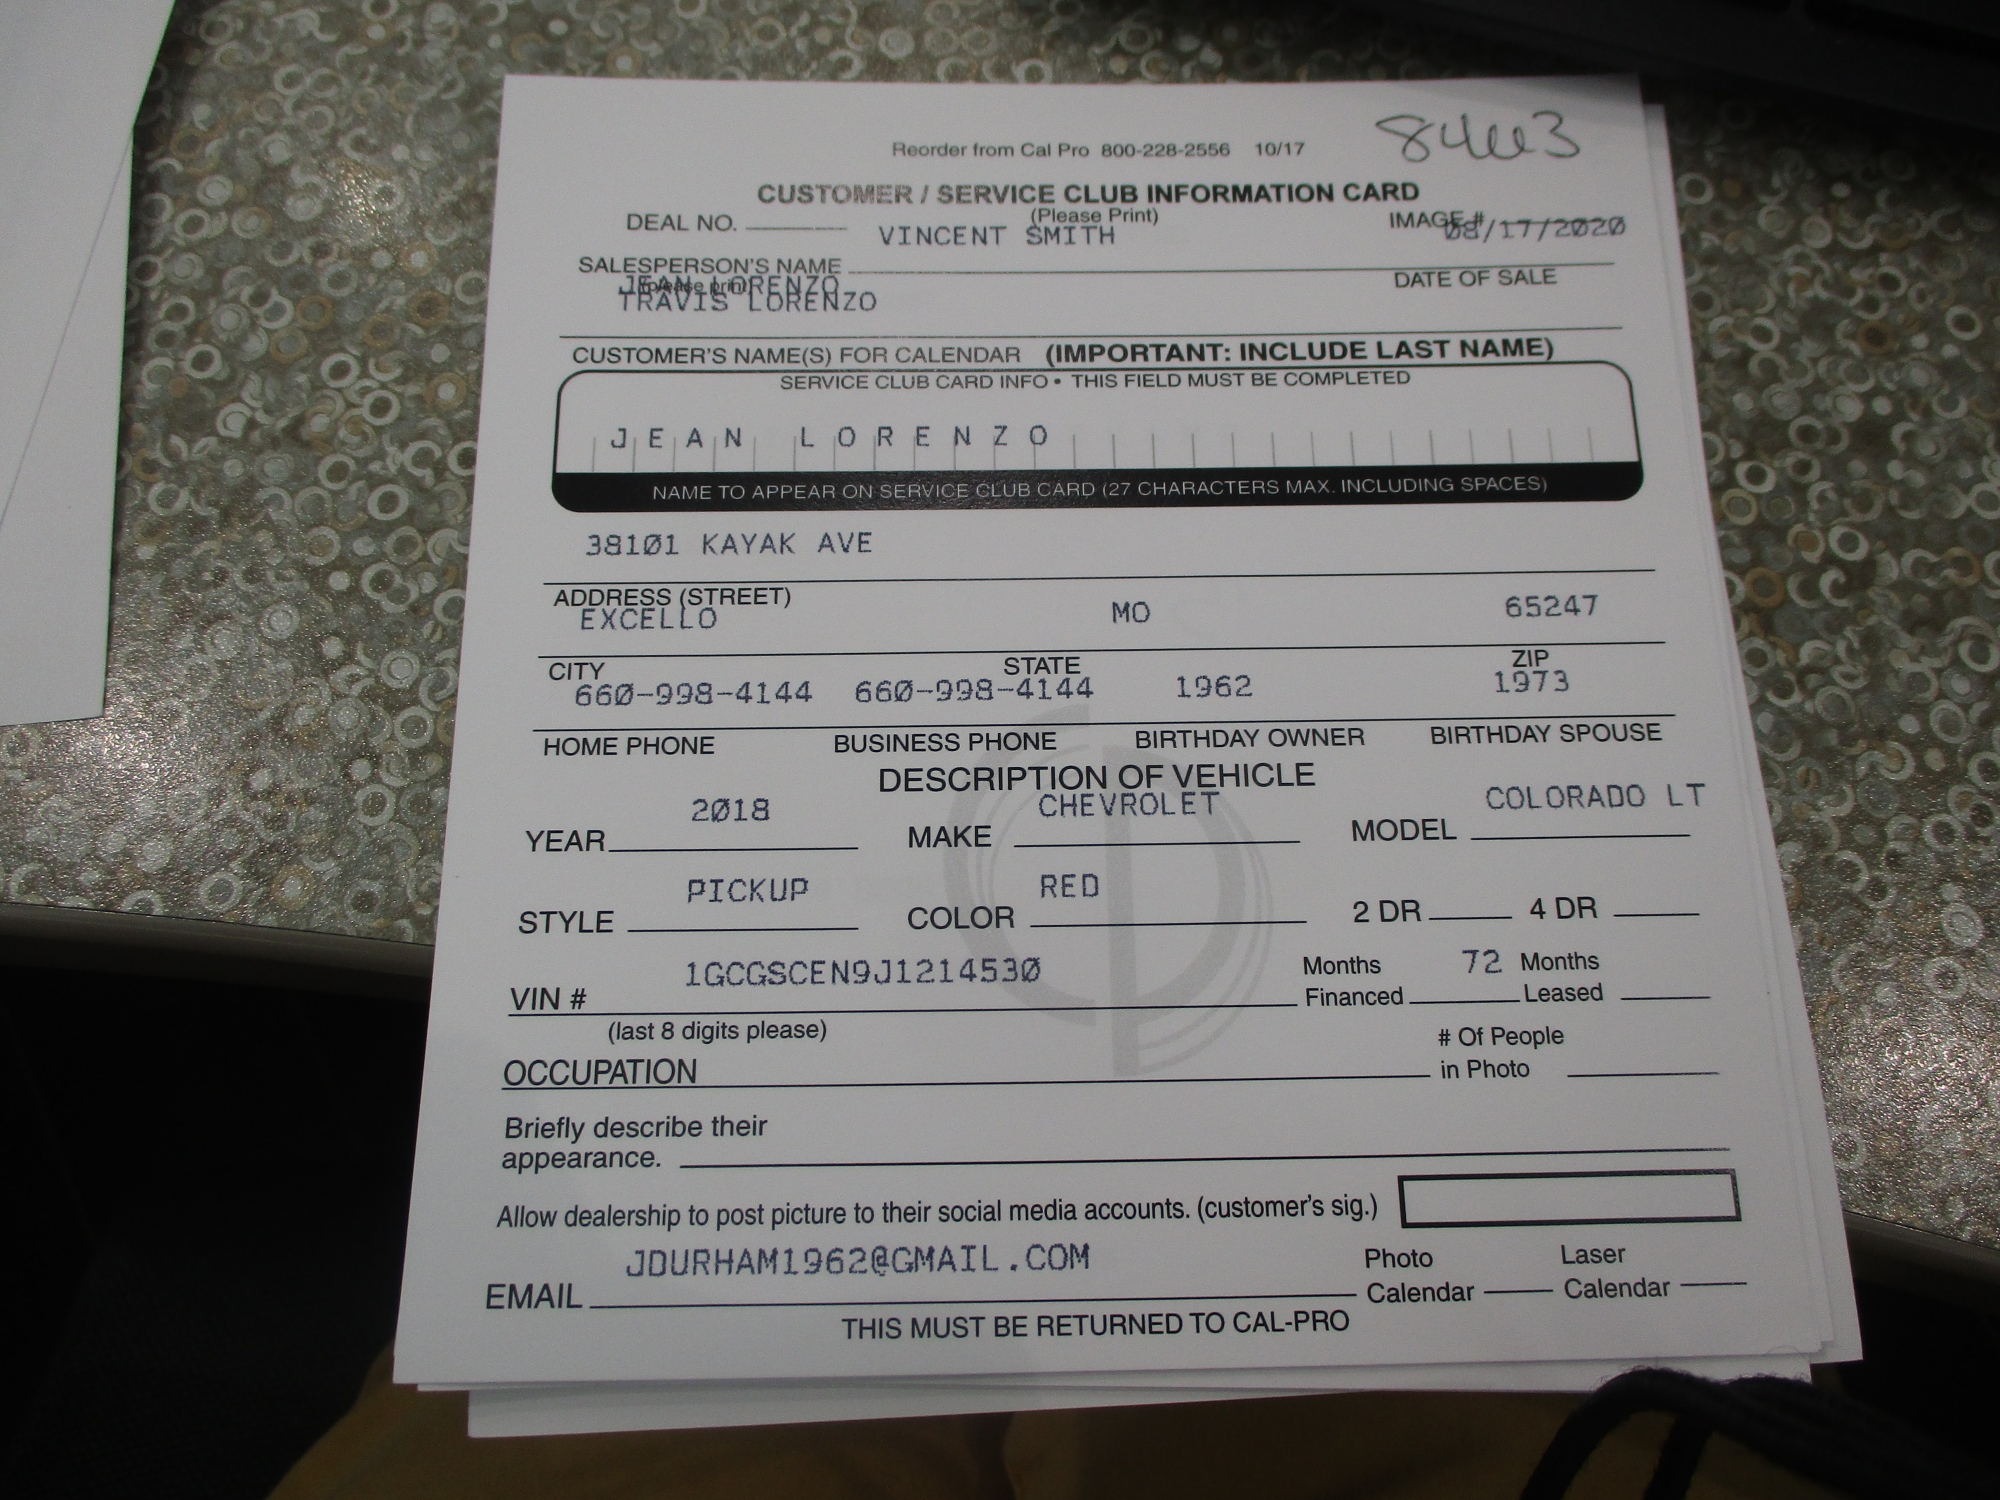 84W3
Reorder from Cal Pro 800-228-2556 10/17
CUSTOMER / SERVICE CLUB INFORMATION CARD
(Please Print)
DEAL NO. IMAGE#
VINCENT SMITH 08/17/2020
SALESPERSON'S NAME DATE OF SALE
(please print)
JEAN LORENZO
TRAVIS LORENZO
CUSTOMER'S NAME(S) FOR CALENDAR (IMPORTANT: INCLUDE LAST NAME)
SERVICE CLUB CARD INFO • THIS FIELD MUST BE COMPLETED
JEAN LORENZO
NAME TO APPEAR ON SERVICE CLUB CARD (27 CHARACTERS MAX. INCLUDING SPACES)
38101 KAYAK AVE
ADDRESS (STREET)
EXCELLO MO 65247
CITY STATE ZIP
660-998-4144 660-998-4144 1962 1973
HOME PHONE BUSINESS PHONE BIRTHDAY OWNER BIRTHDAY SPOUSE
DESCRIPTION OF VEHICLE
2018 CHEVROLET COLORADO LT
YEAR MAKE MODEL
PICKUP RED
STYLE COLOR 2 DR 4 DR
1GCGSCEN9J1214530 Months 72 Months
VIN # Financed Leased
(last 8 digits please) # Of People
OCCUPATION in Photo
Briefly describe their
appearance.
Allow dealership to post picture to their social media accounts. (customer's sig.)
JDURHAM1962@GMAIL.COM Photo Laser
EMAIL Calendar Calendar
THIS MUST BE RETURNED TO CAL-PRO